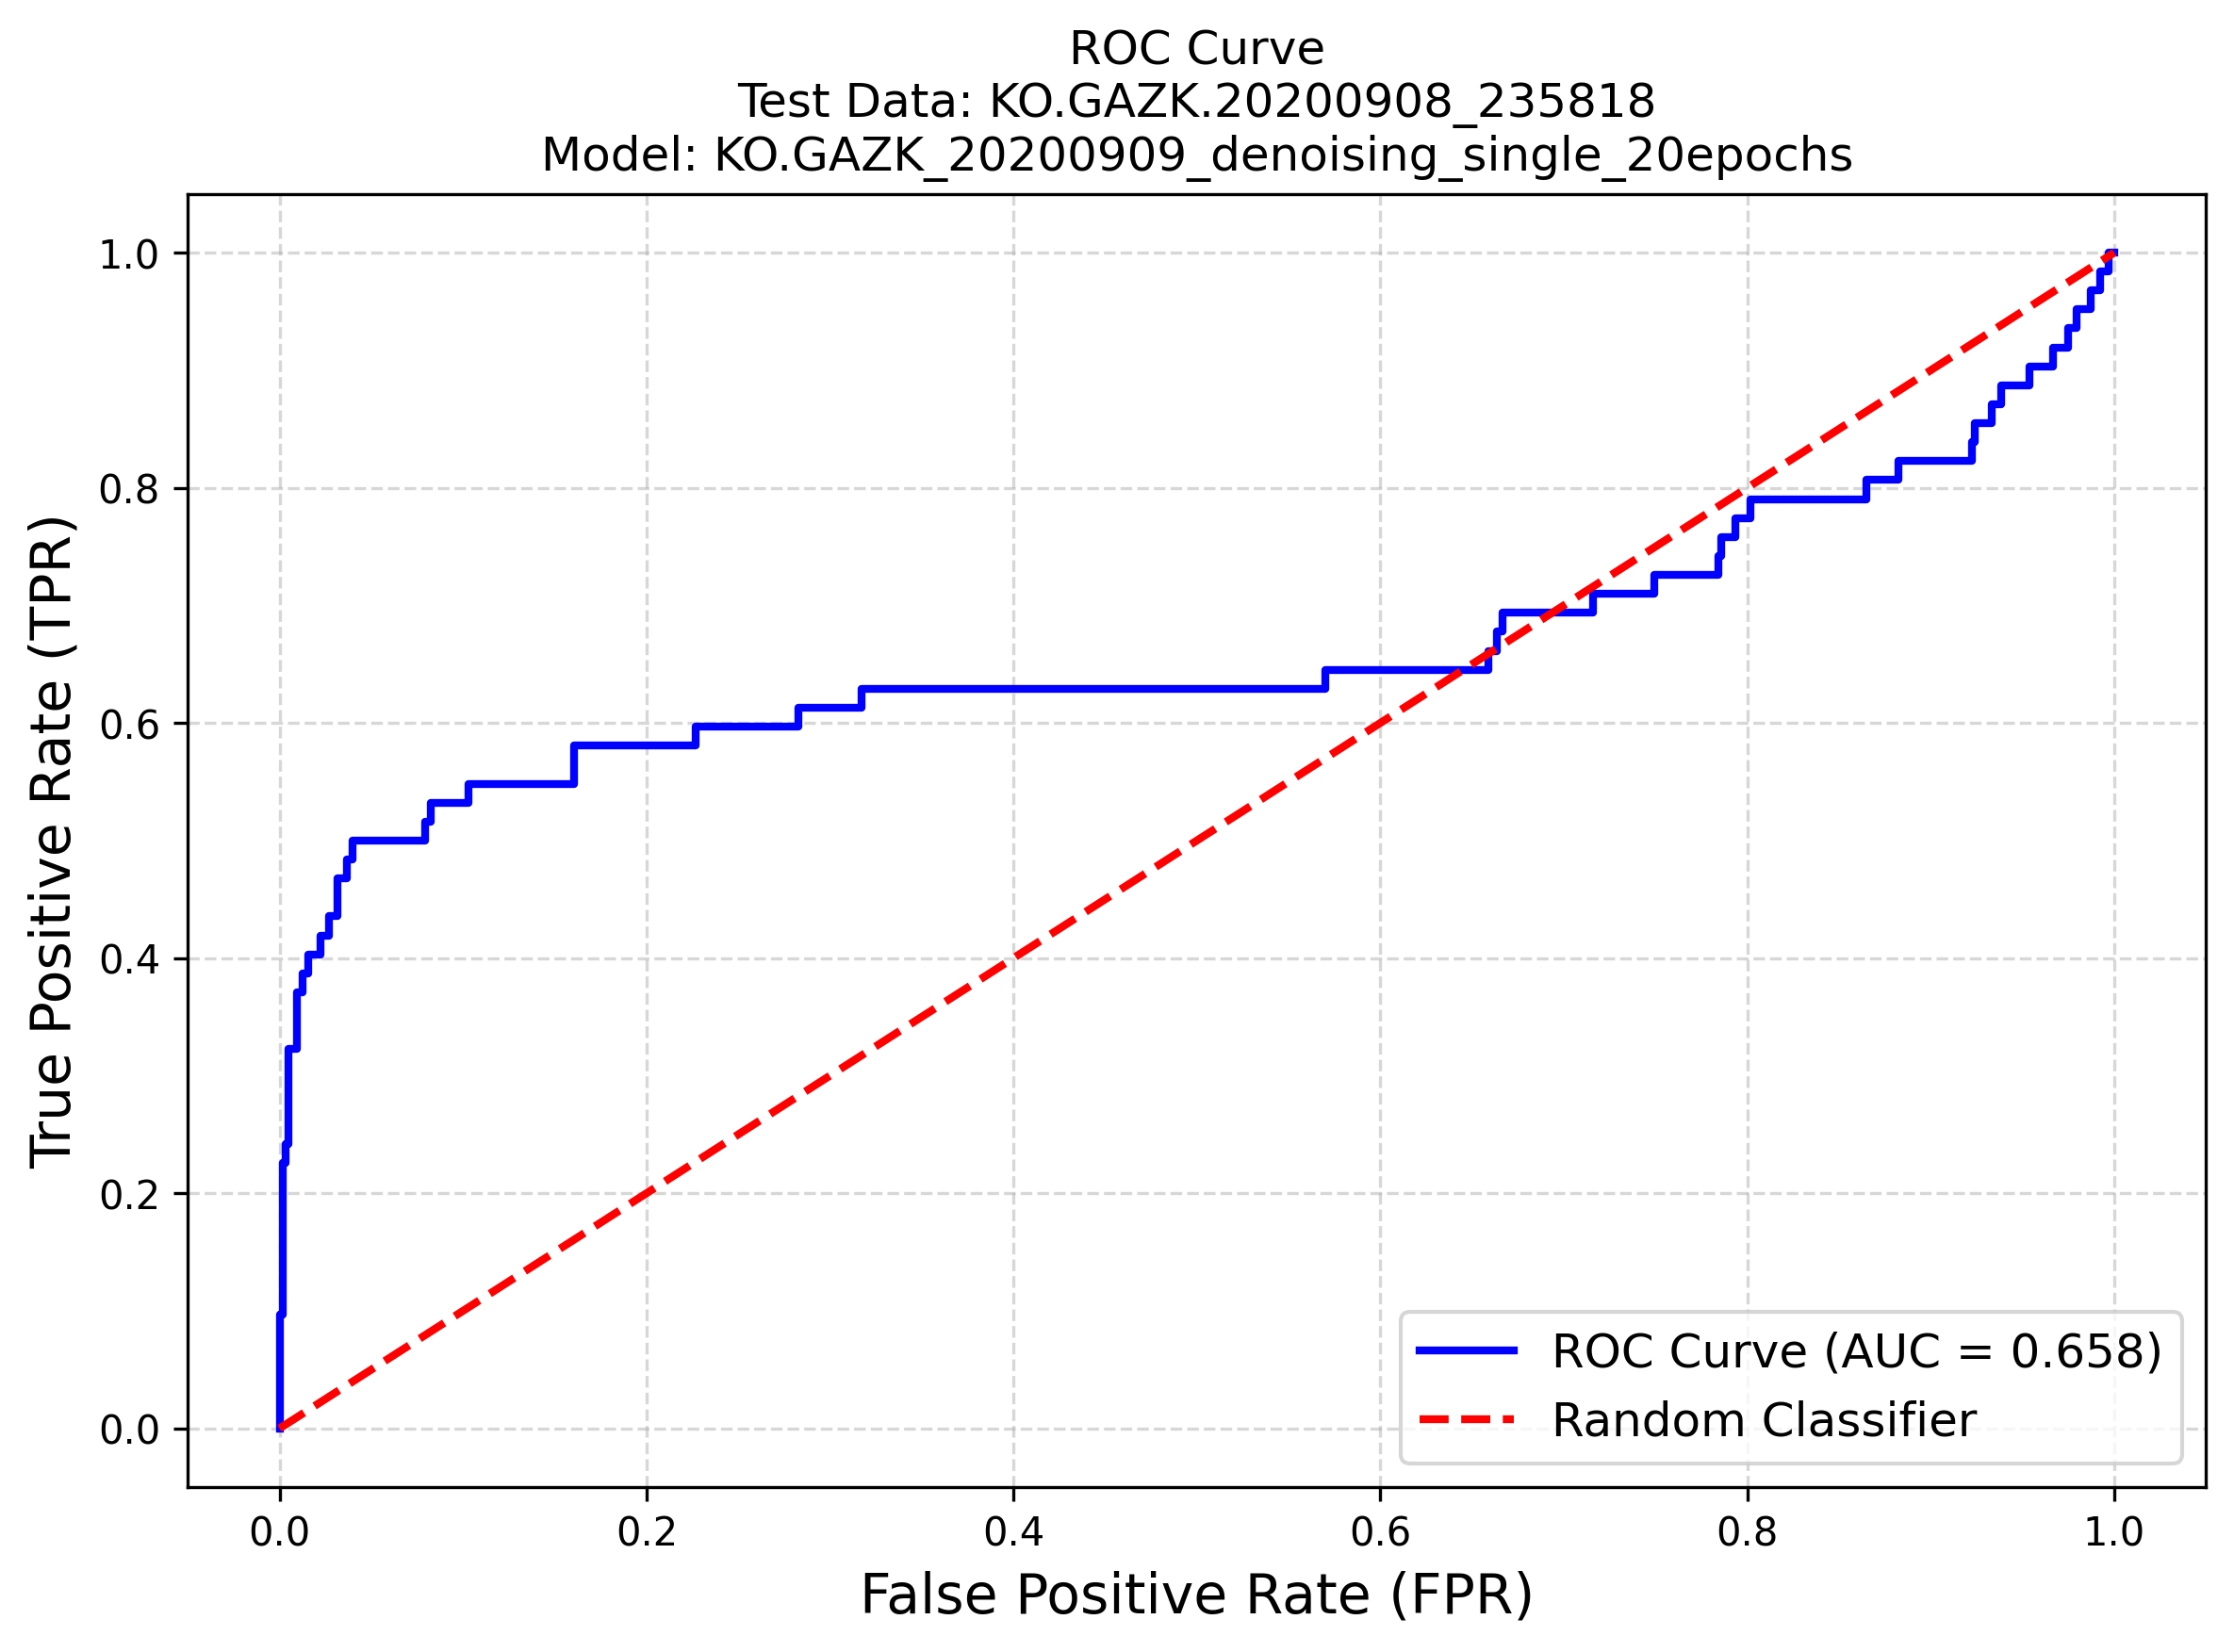 ROC Curve
Test Data: KO.GAZK.20200908_235818
Model: KO.GAZK_20200909_denoising_single_20epochs
True Positive Rate (TPR)
1.0
0.8
0.6
0.4
0.2
0.0
ROC Curve (AUC = 0.658)
Random Classifier
0.0 0.2 0.4 0.6 0.8 1.0
False Positive Rate (FPR)